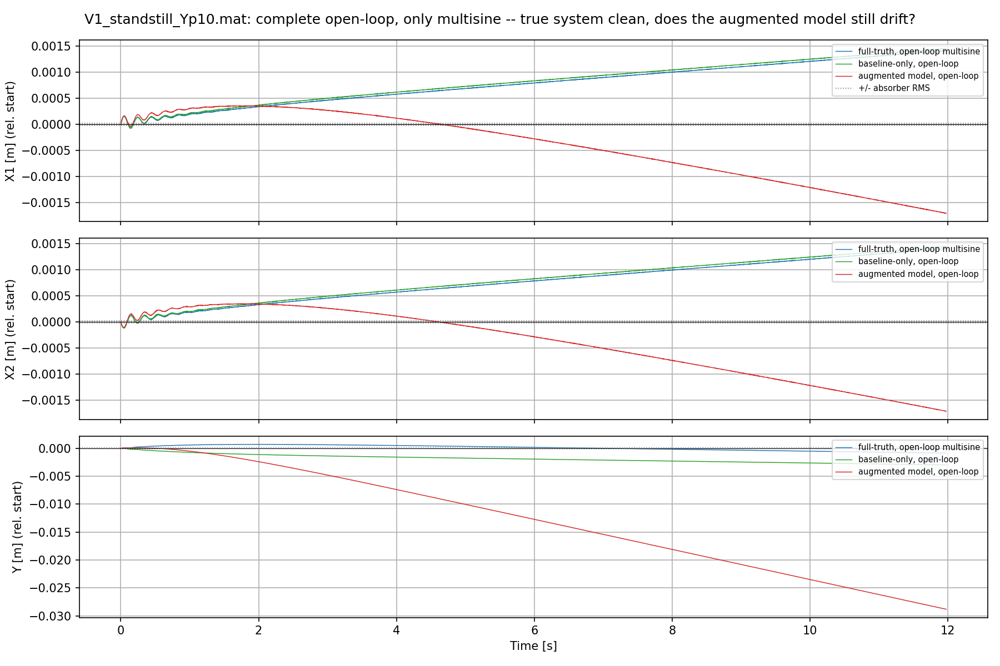 V1_standstill_Yp10.mat: complete open-loop, only multisine -- true system clean, does the augmented model still drift?
X1 [m] (rel. start)
0.0015
0.0010
0.0005
0.0000
−0.0005
−0.0010
−0.0015
full-truth, open-loop multisine
baseline-only, open-loop
augmented model, open-loop
+/- absorber RMS
X2 [m] (rel. start)
0.0015
0.0010
0.0005
0.0000
−0.0005
−0.0010
−0.0015
full-truth, open-loop multisine
baseline-only, open-loop
augmented model, open-loop
Y [m] (rel. start)
0.000
−0.005
−0.010
−0.015
−0.020
−0.025
−0.030
full-truth, open-loop multisine
baseline-only, open-loop
augmented model, open-loop
0 2 4 6 8 10 12
Time [s]